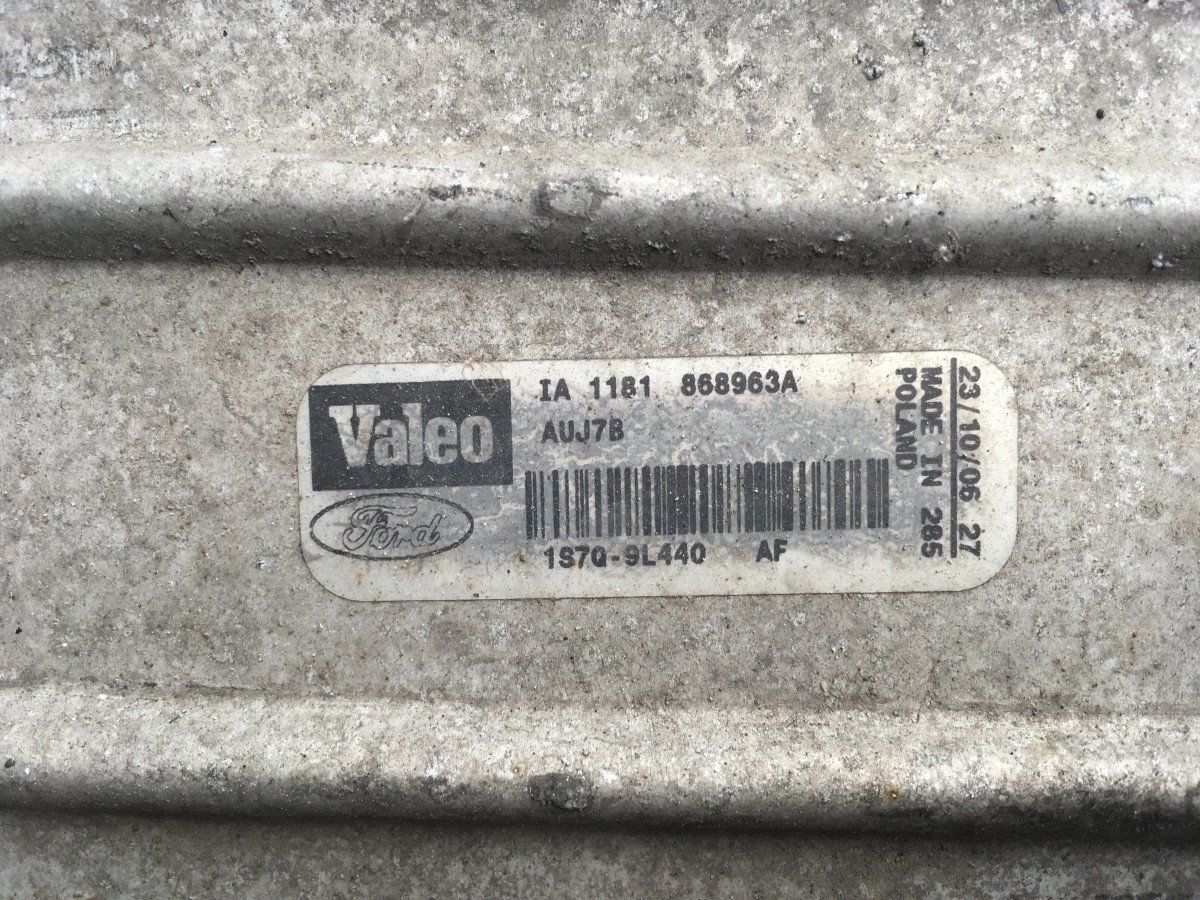 Valeo
IA 1181 868963A
AUJ7B
Ford
1S7Q-9L440 AF
23/10/06 27
MADE IN 285
POLAND